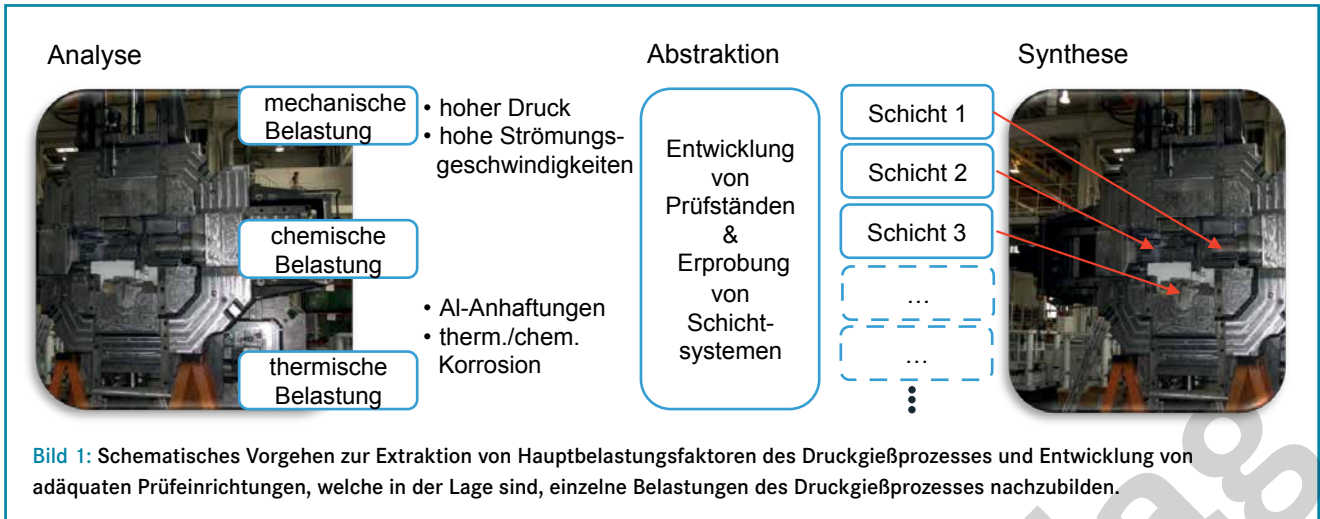 Analyse
Abstraktion
Synthese
mechanische
Belastung
• hoher Druck
• hohe Strömungs-
geschwindigkeiten
chemische
Belastung
• Al-Anhaftungen
• therm./chem.
Korrosion
thermische
Belastung
Entwicklung
von
Prüfständen
&
Erprobung
von
Schicht-
systemen
Schicht 1
Schicht 2
Schicht 3
...
...
Bild 1: Schematisches Vorgehen zur Extraktion von Hauptbelastungsfaktoren des Druckgießprozesses und Entwicklung von
adäquaten Prüfeinrichtungen, welche in der Lage sind, einzelne Belastungen des Druckgießprozesses nachzubilden.